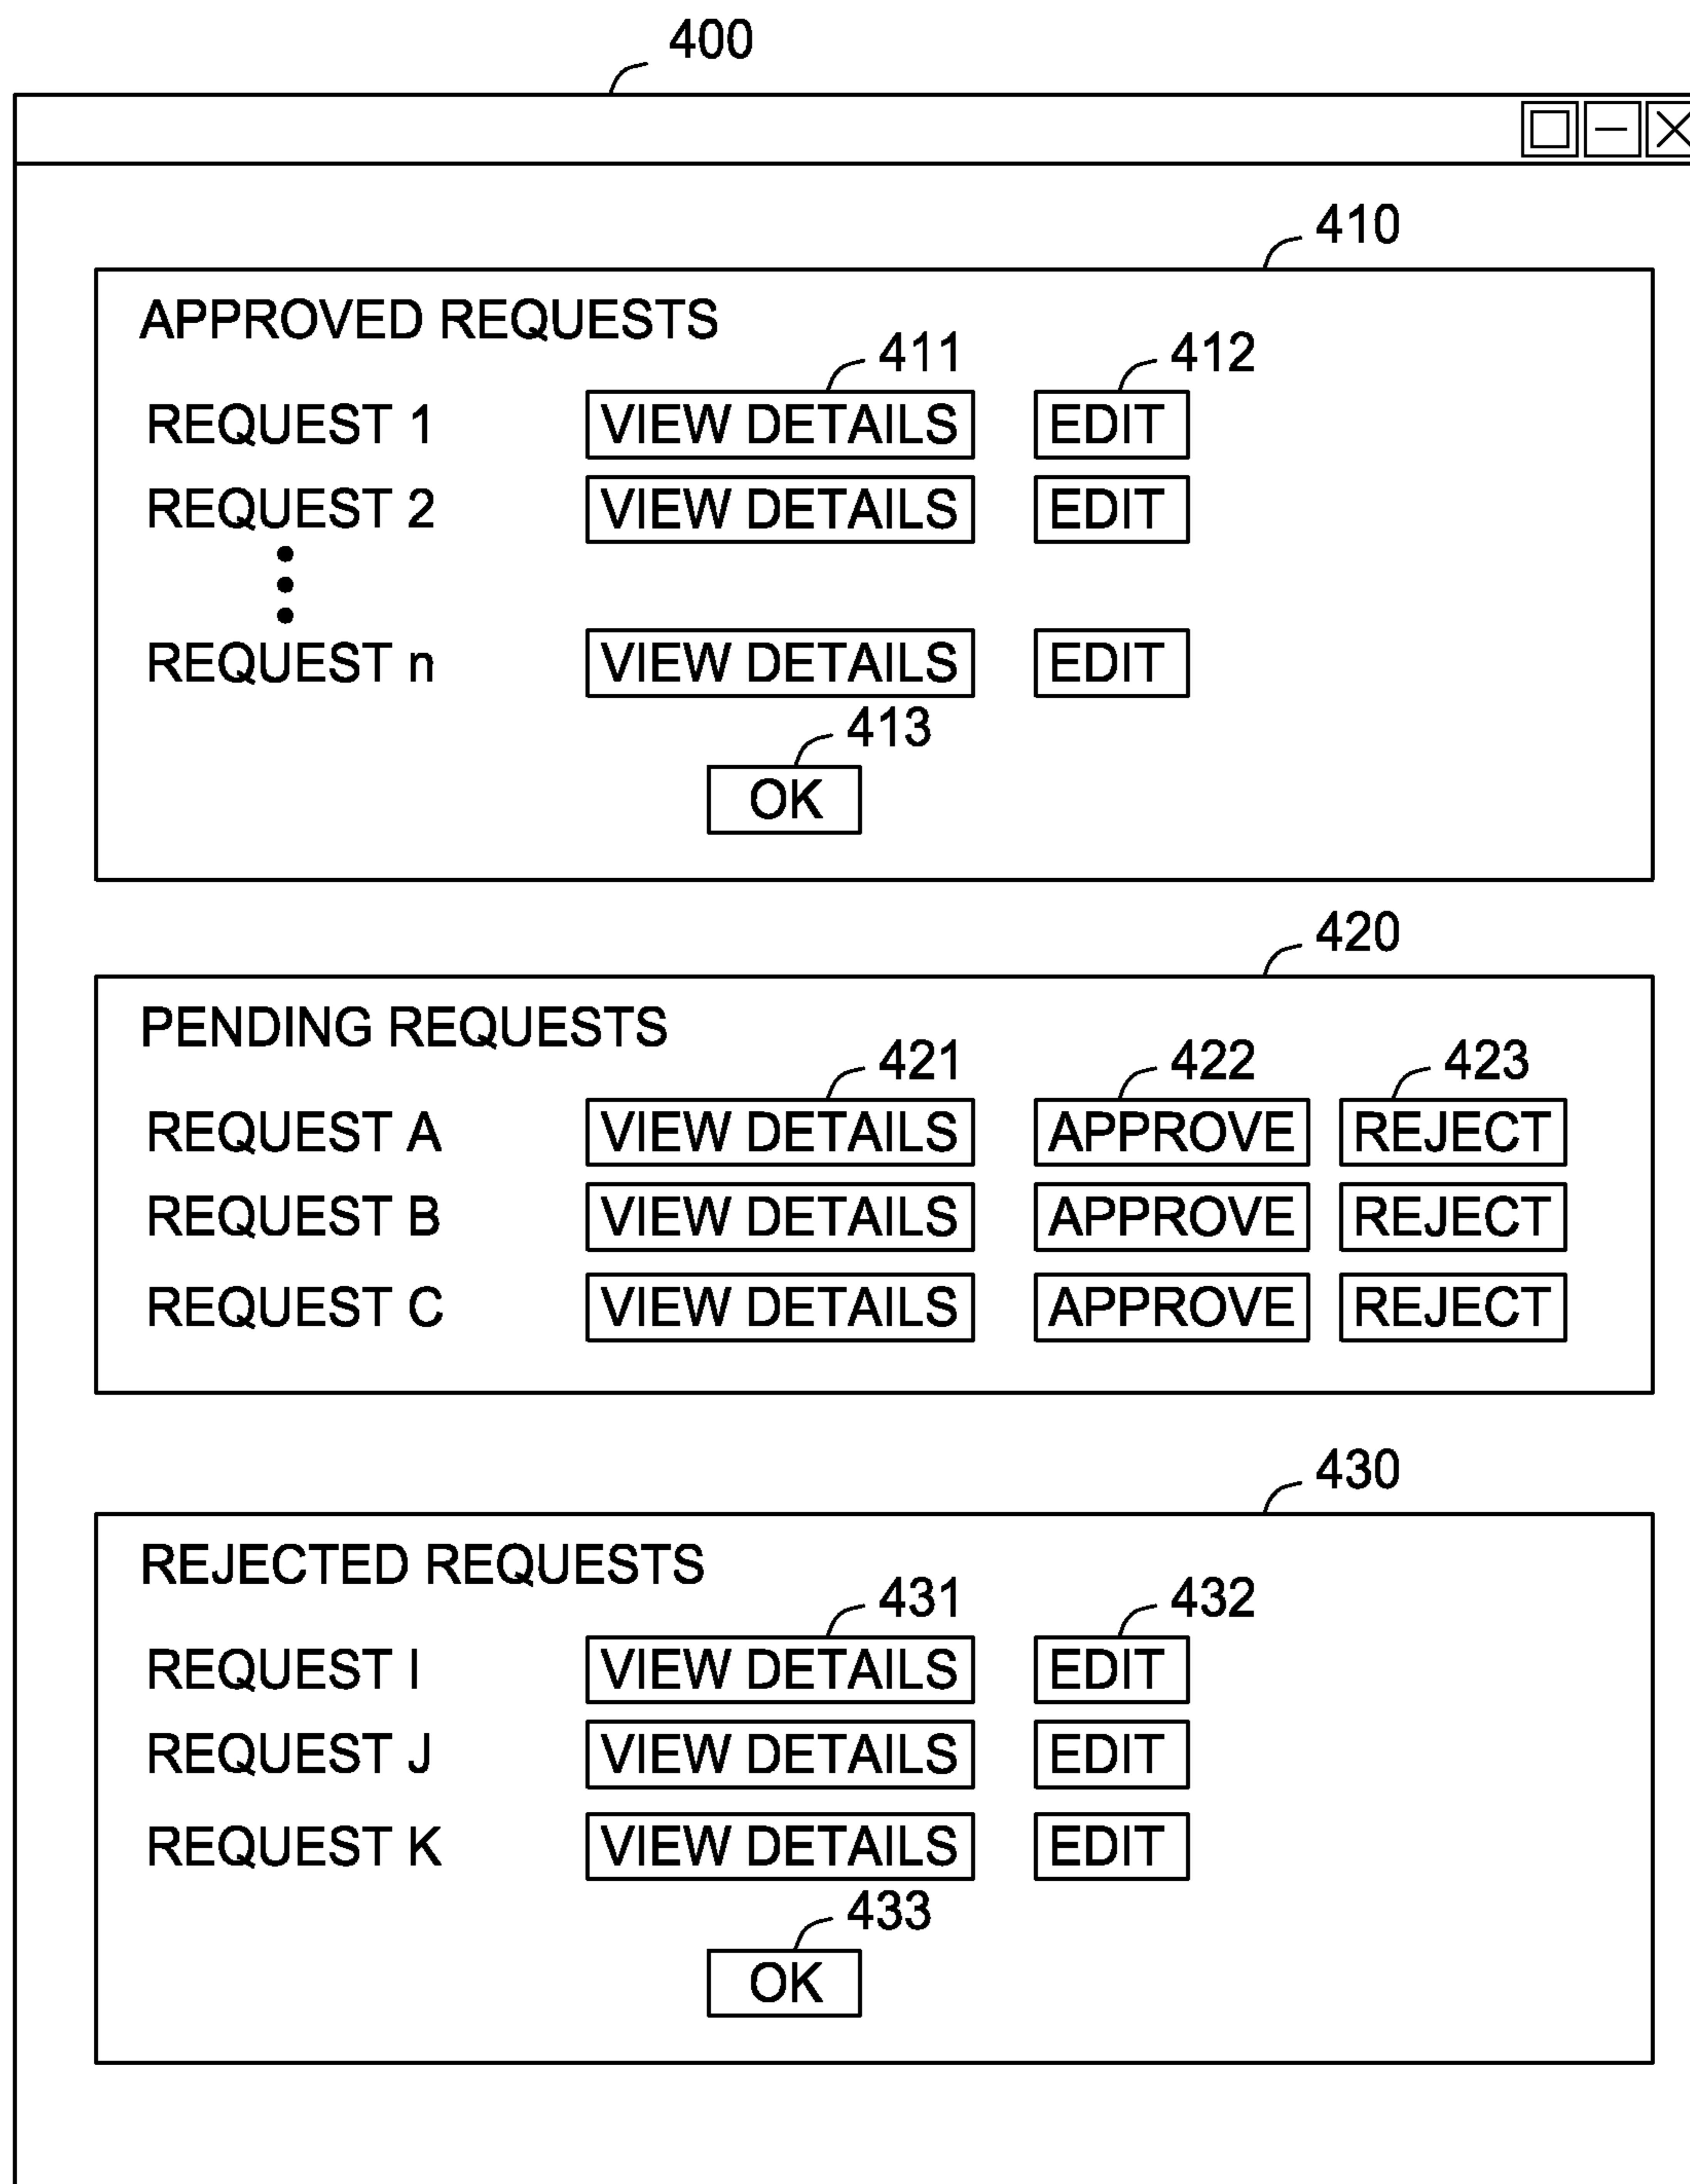 400
410
APPROVED REQUESTS
411 412
REQUEST 1 VIEW DETAILS EDIT
REQUEST 2 VIEW DETAILS EDIT
REQUEST n VIEW DETAILS EDIT
413
OK
420
PENDING REQUESTS
421 422 423
REQUEST A VIEW DETAILS APPROVE REJECT
REQUEST B VIEW DETAILS APPROVE REJECT
REQUEST C VIEW DETAILS APPROVE REJECT
430
REJECTED REQUESTS
431 432
REQUEST I VIEW DETAILS EDIT
REQUEST J VIEW DETAILS EDIT
REQUEST K VIEW DETAILS EDIT
433
OK